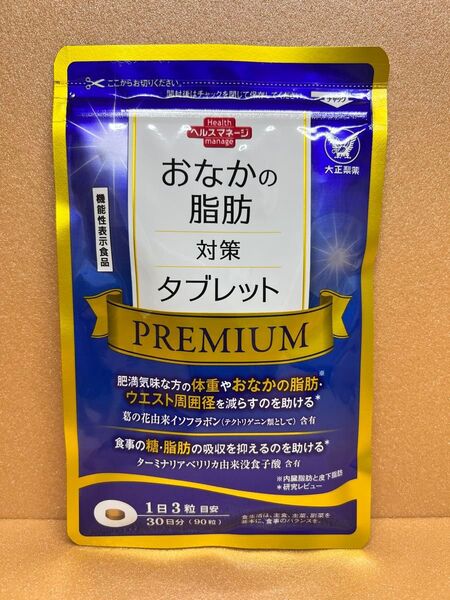 ここからお切りください。
開封後はチャックを閉じて保存してください。
チャック
Health
ヘルスマネージ
manage
大正製薬
機能性表示食品
おなかの
脂肪
対策
タブレット
PREMIUM
肥満気味な方の体重やおなかの脂肪※・
ウエスト周囲径を減らすのを助ける*
葛の花由来イソフラボン(テクトリゲニン類として)含有
食事の糖・脂肪の吸収を抑えるのを助ける*
ターミナリアベリリカ由来没食子酸 含有
※内臓脂肪と皮下脂肪
*研究レビュー
1日3粒 目安
30日分(90粒)
食生活は、主食、主菜、副菜を
基本に、食事のバランスを。